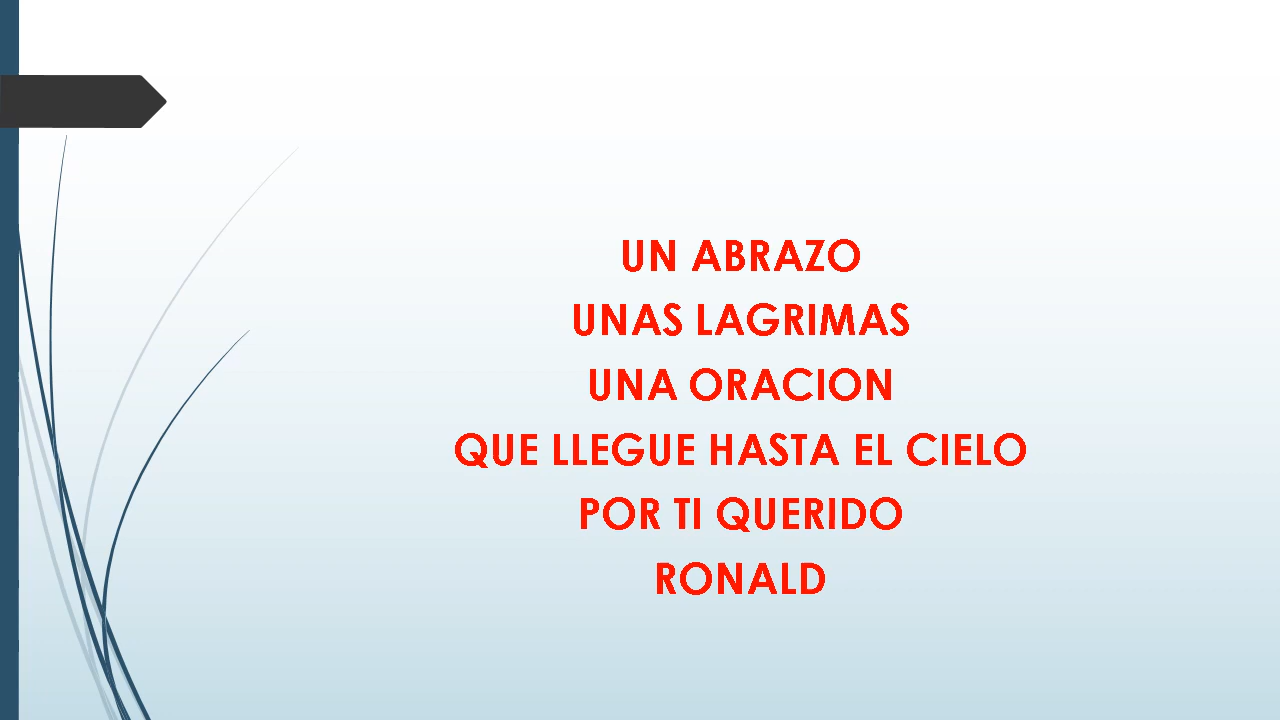 UN ABRAZO
UNAS LAGRIMAS
UNA ORACION
QUE LLEGUE HASTA EL CIELO
POR TI QUERIDO
RONALD